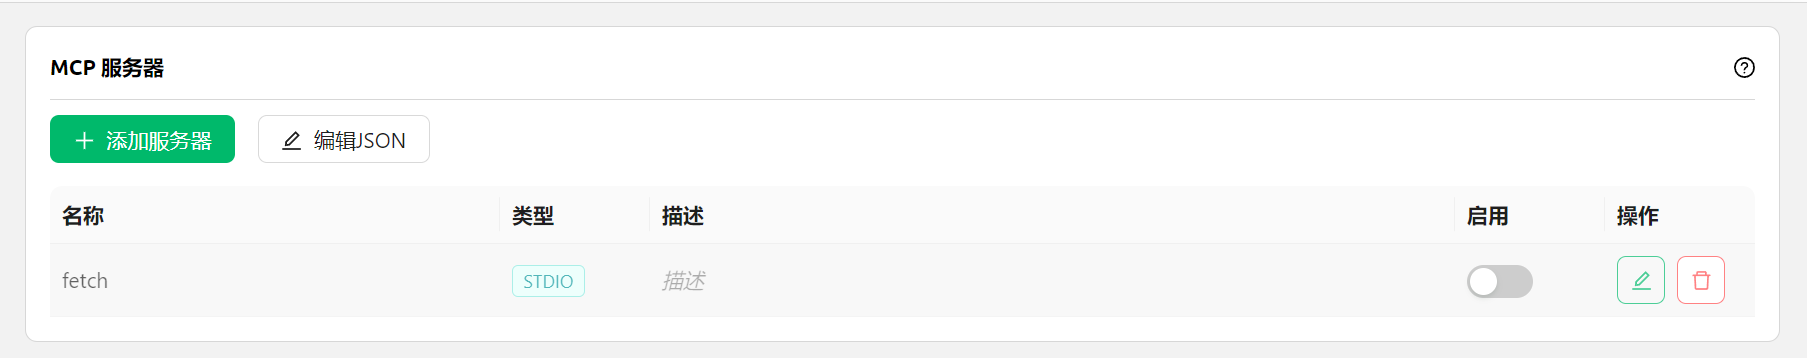 MCP 服务器
添加服务器 编辑JSON
名称 类型 描述 启用 操作
fetch STDIO 描述